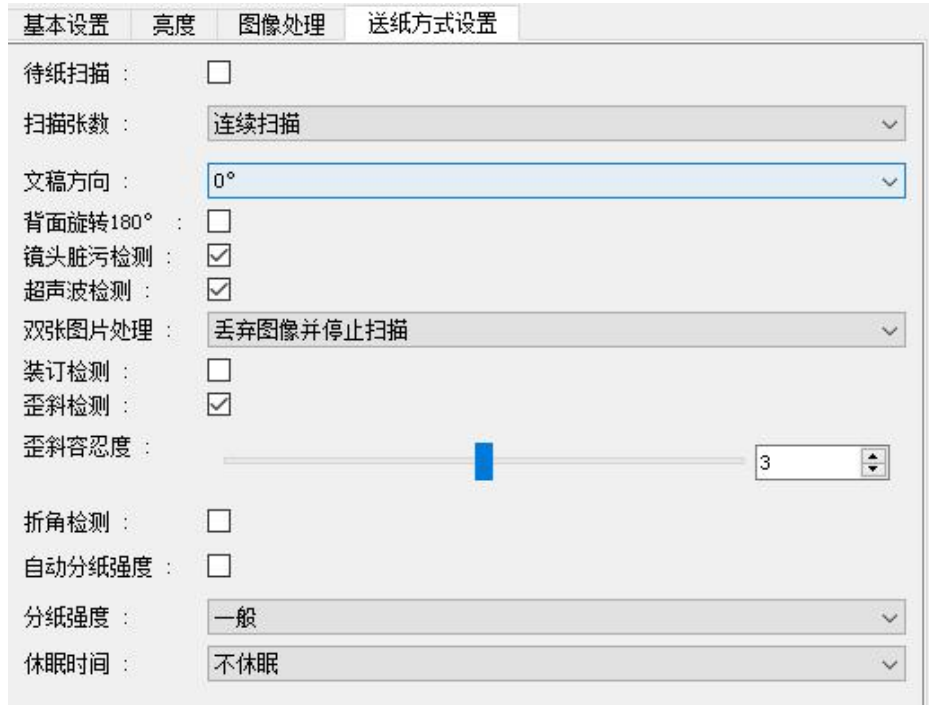 基本设置 亮度 图像处理 送纸方式设置
待纸扫描：
扫描张数： 连续扫描
文稿方向： 0°
背面旋转180° ：
镜头脏污检测：
超声波检测：
双张图片处理： 丢弃图像并停止扫描
装订检测：
歪斜检测：
歪斜容忍度： 3
折角检测：
自动分纸强度：
分纸强度： 一般
休眠时间： 不休眠